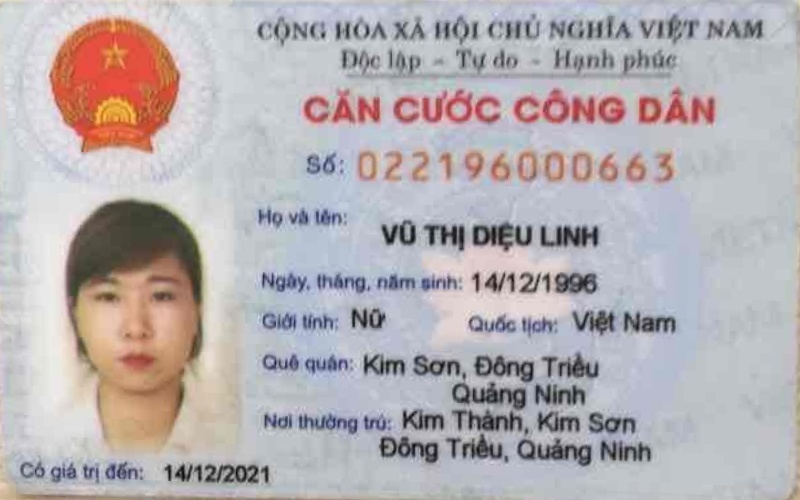 CỘNG HÒA XÃ HỘI CHỦ NGHĨA VIỆT NAM
Độc lập - Tự do - Hạnh phúc
CĂN CƯỚC CÔNG DÂN
Số: 022196000663
Họ và tên:
VŨ THỊ DIỆU LINH
Ngày, tháng, năm sinh: 14/12/1996
Giới tính: Nữ Quốc tịch: Việt Nam
Quê quán: Kim Sơn, Đông Triều
Quảng Ninh
Nơi thường trú: Kim Thành, Kim Sơn
Đông Triều, Quảng Ninh
Có giá trị đến: 14/12/2021